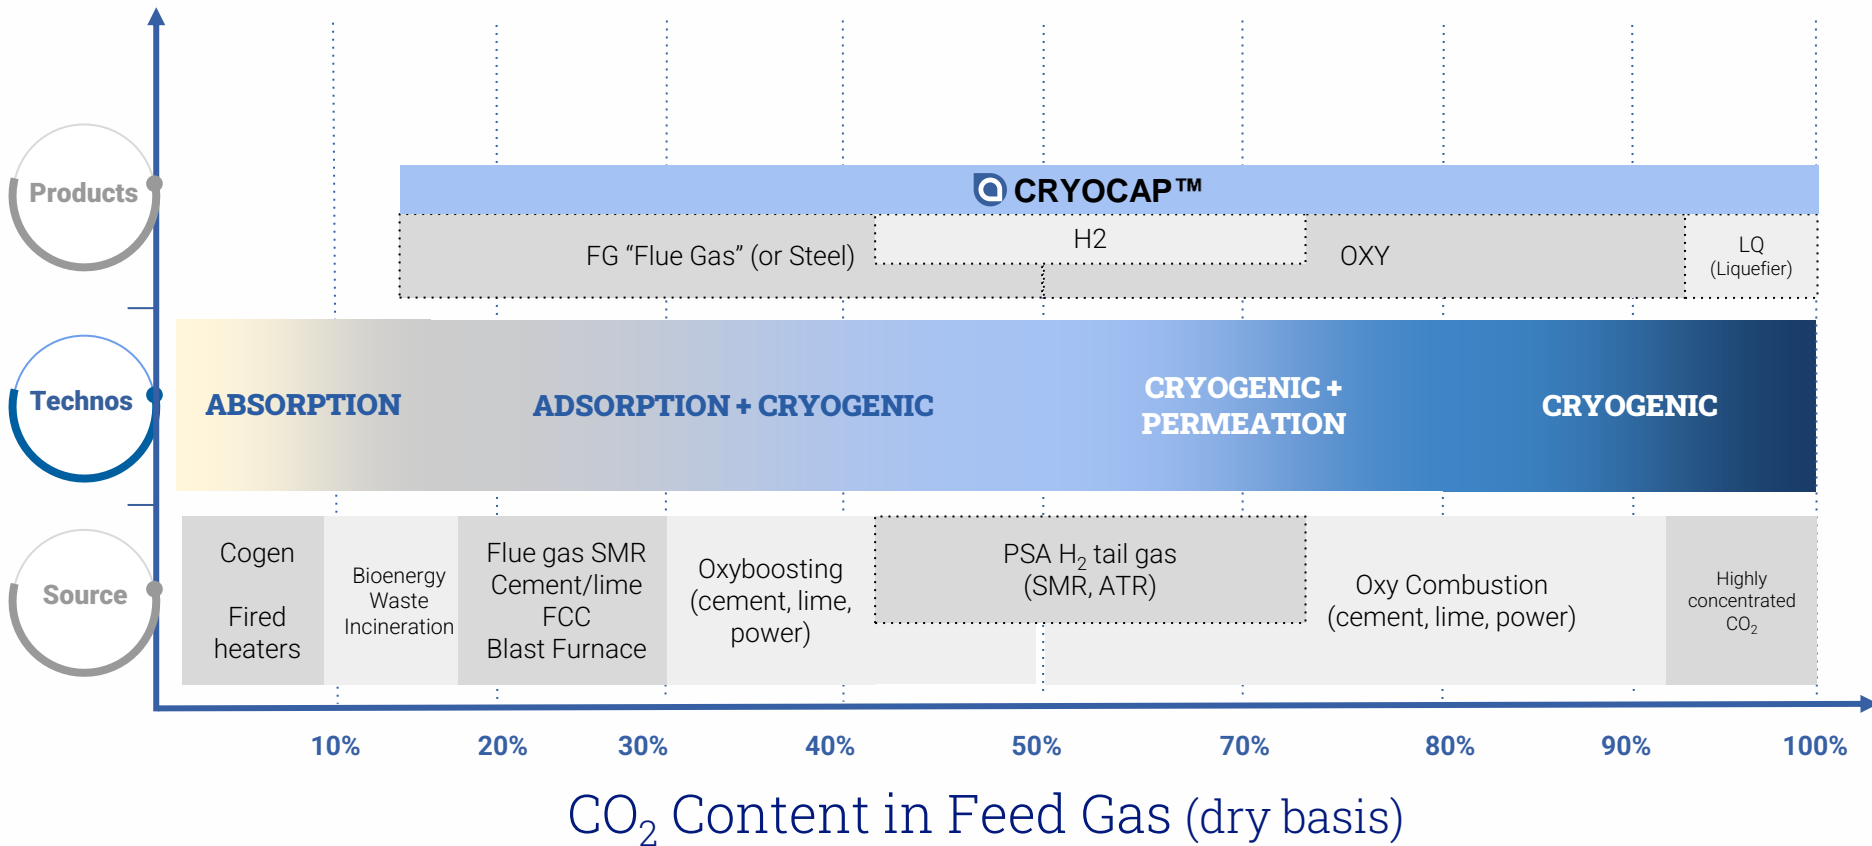 Products
CRYOCAP™
FG “Flue Gas” (or Steel)
H2
OXY
LQ
(Liquefier)
Technos
ABSORPTION
ADSORPTION + CRYOGENIC
CRYOGENIC +
PERMEATION
CRYOGENIC
Source
Cogen
Fired
heaters
Bioenergy
Waste
Incineration
Flue gas SMR
Cement/lime
FCC
Blast Furnace
Oxyboosting
(cement, lime,
power)
PSA H₂ tail gas
(SMR, ATR)
Oxy Combustion
(cement, lime, power)
Highly
concentrated
CO₂
10% 20% 30% 40% 50% 70% 80% 90% 100%
CO₂ Content in Feed Gas (dry basis)